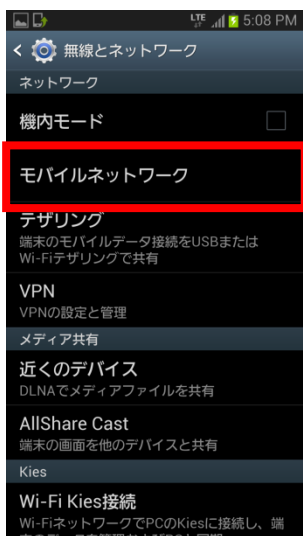 LTE 5:08 PM
無線とネットワーク
ネットワーク
機内モード
モバイルネットワーク
テザリング
端末のモバイルデータ接続をUSBまたは
Wi-Fiテザリングで共有
VPN
VPNの設定と管理
メディア共有
近くのデバイス
DLNAでメディアファイルを共有
AllShare Cast
端末の画面を他のデバイスと共有
Kies
Wi-Fi Kies接続
Wi-FiネットワークでPCのKiesに接続し、端